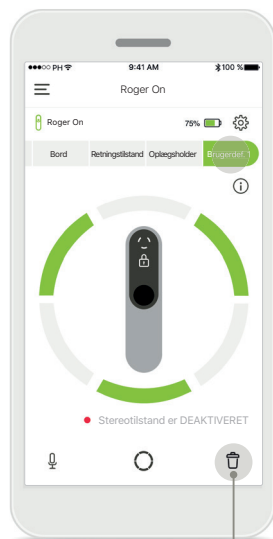 PH 9:41 AM 100 %
Roger On
Roger On 75%
Bord Retningstilstand Oplægsholder Brugerdef. 1
Stereotilstand er DEAKTIVERET